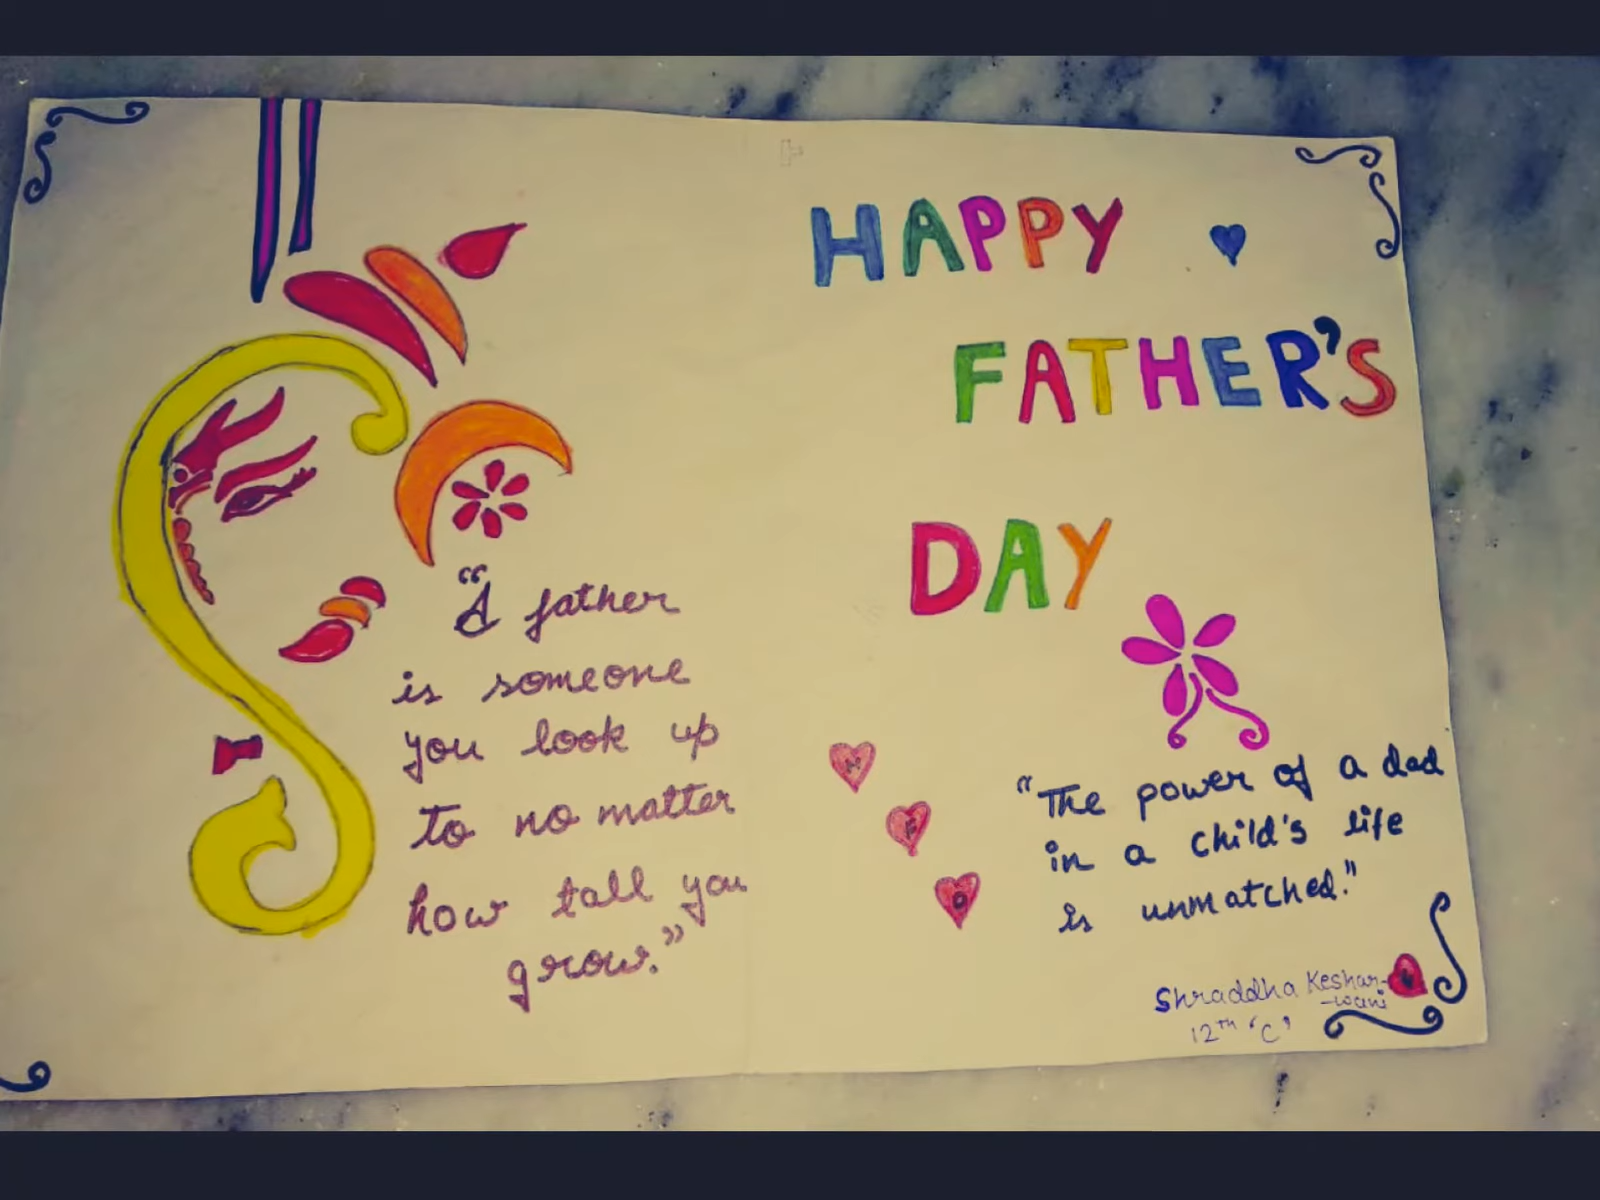 "A father
is someone
you look up
to no matter
how tall you
grow."
HAPPY
FATHER'S
DAY
H
F
D
"The power of a dad
in a child's life
is unmatched."
Shraddha Keshar-
-wani
12TH 'C'